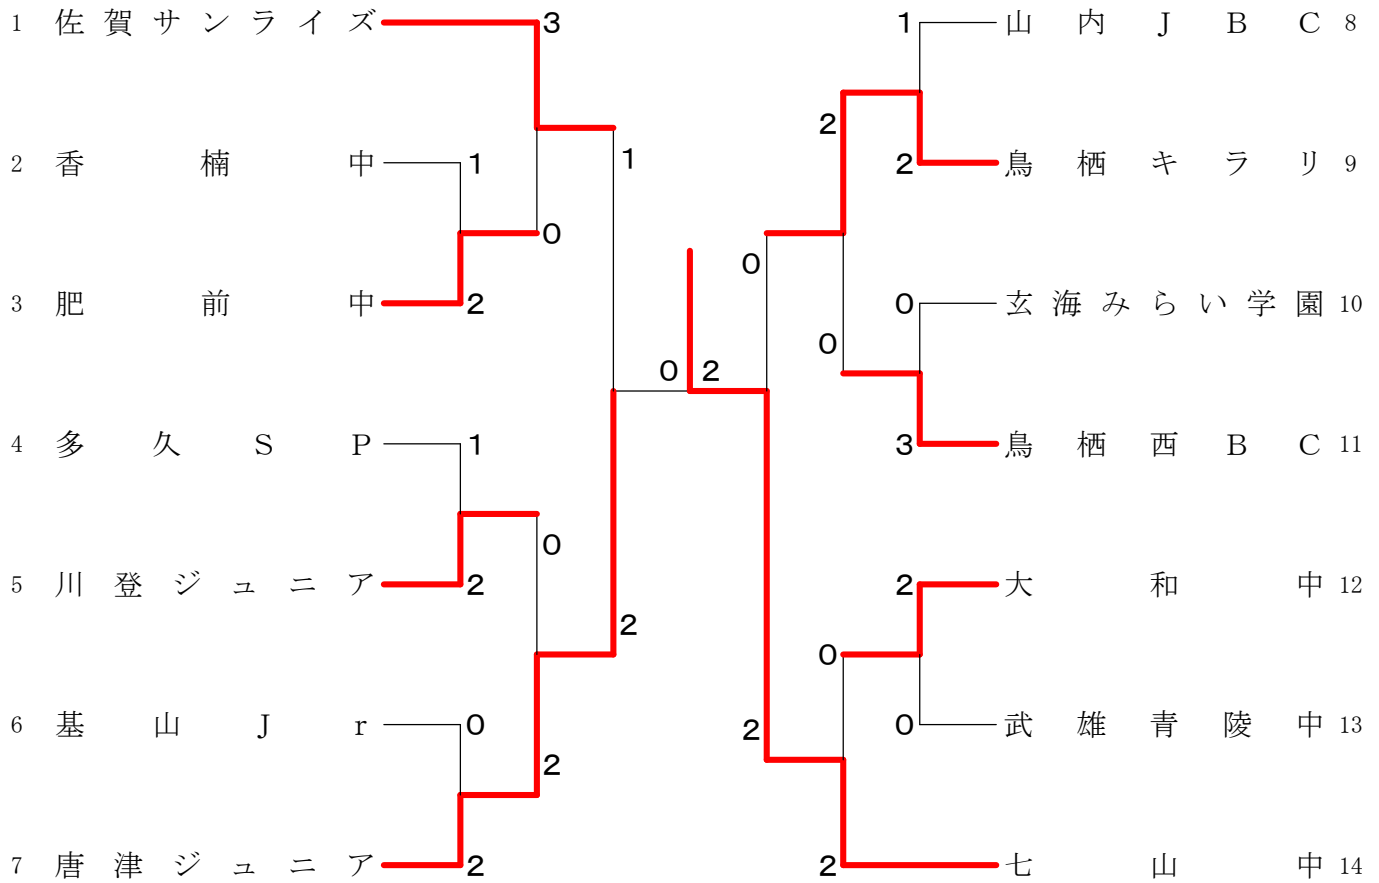 1 佐賀サンライズ 3 1 山内JBC 8
2 1
2 香楠中 1 2 鳥栖キラリ 9
0 0
3 肥前中 2 0 玄海みらい学園 10
0
0 2
4 多久SP 1 3 鳥栖西BC 11
0
5 川登ジュニア 2 2 大和中 12
2 0
6 基山Jr 0 0 武雄青陵中 13
2 2
7 唐津ジュニア 2 2 七山中 14